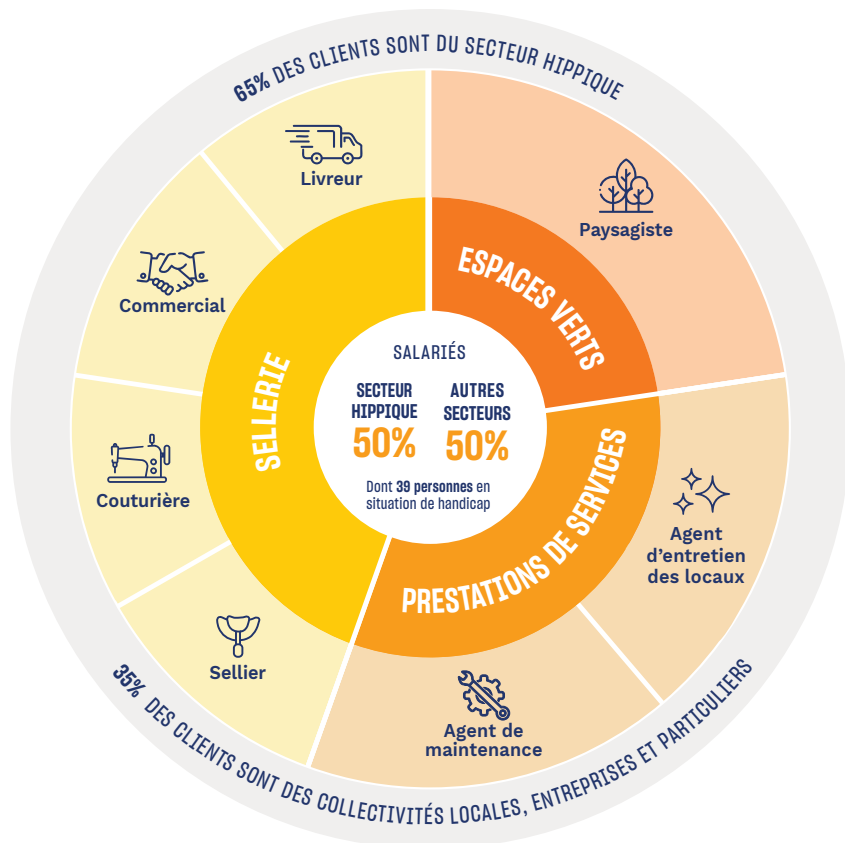 65% DES CLIENTS SONT DU SECTEUR HIPPIQUE
Livreur
Paysagiste
Commercial
ESPACES VERTS
SELLERIE
SALARIÉS
SECTEUR
HIPPIQUE
50%
AUTRES
SECTEURS
50%
Dont 39 personnes en
situation de handicap
Couturière
PRESTATIONS DE SERVICES
Agent
d’entretien
des locaux
Sellier
Agent de
maintenance
35% DES CLIENTS SONT DES COLLECTIVITÉS LOCALES, ENTREPRISES ET PARTICULIERS